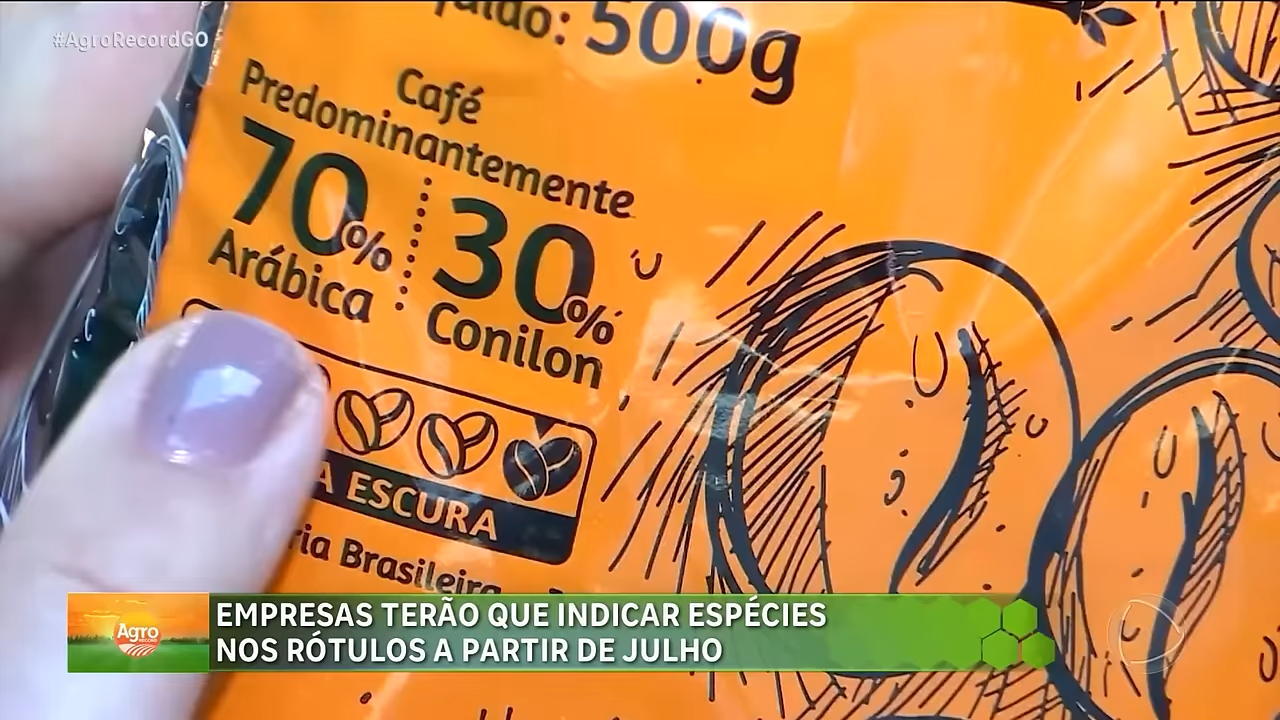 #AgroRecordGO
500g
Café
Predominantemente
70% 30%
Arábica Conilon
ESCURA
Brasileira
Agro
RECORD
EMPRESAS TERÃO QUE INDICAR ESPÉCIES
NOS RÓTULOS A PARTIR DE JULHO